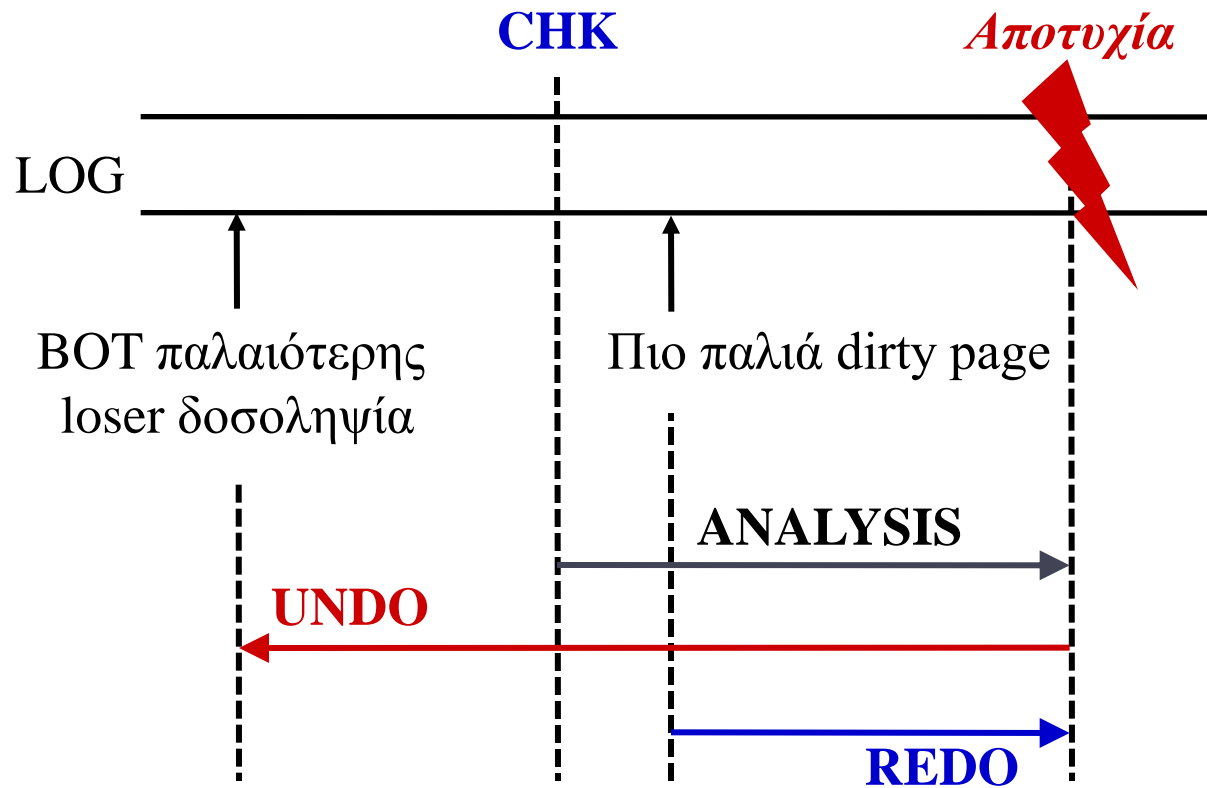 CHK
Αποτυχία
LOG
BOT παλαιότερης
loser δοσοληψία
Πιο παλιά dirty page
ANALYSIS
UNDO
REDO